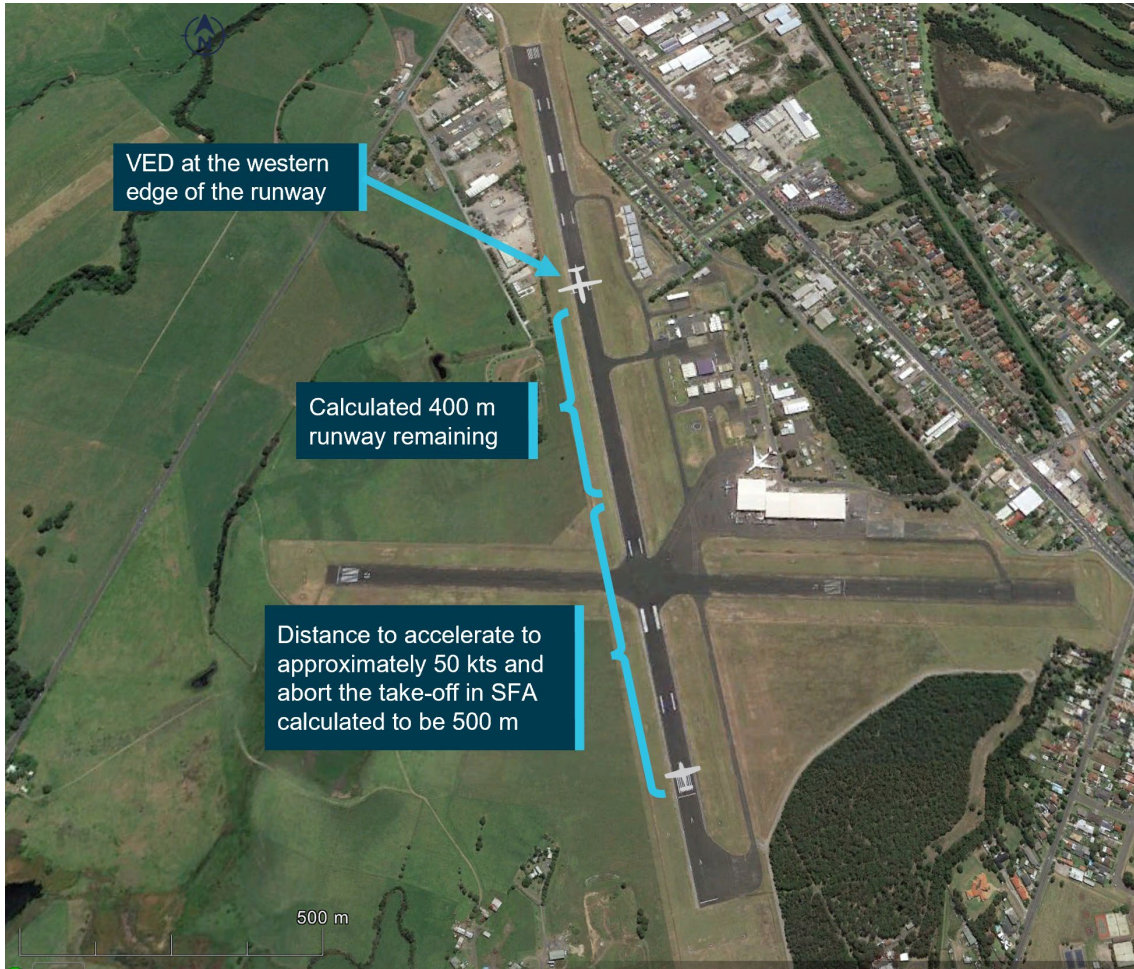 N
VED at the western
edge of the runway
Calculated 400 m
runway remaining
Distance to accelerate to
approximately 50 kts and
abort the take-off in SFA
calculated to be 500 m
500 m